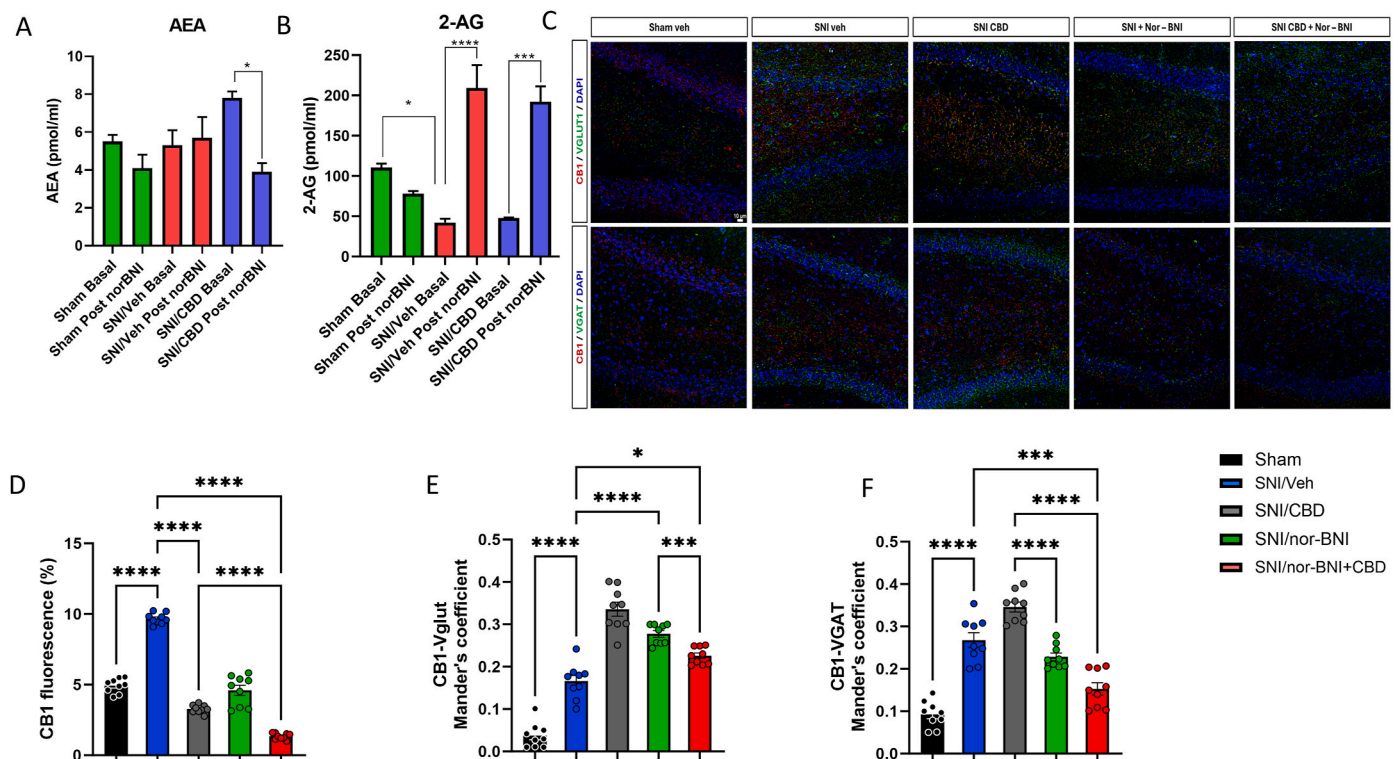 A
AEA
AEA (pmol/ml)
10
8
6
4
2
0
*
Sham Basal
Sham Post norBNI
SNI/Veh Basal
SNI/Veh Post norBNI
SNI/CBD Basal
SNI/CBD Post norBNI
B
2-AG
2-AG (pmol/ml)
250
200
150
100
50
0
*
****
***
Sham Basal
Sham Post norBNI
SNI/Veh Basal
SNI/Veh Post norBNI
SNI/CBD Basal
SNI/CBD Post norBNI
C
Sham veh
SNI veh
SNI CBD
SNI + Nor – BNI
SNI CBD + Nor – BNI
CB1 / VGLUT1 / DAPI
10 µm
CB1 / VGAT / DAPI
D
CB1 fluorescence (%)
15
10
5
0
****
****
****
****
E
CB1-Vglut
Mander's coefficient
0.5
0.4
0.3
0.2
0.1
0.0
*
****
****
***
F
CB1-VGAT
Mander's coefficient
0.5
0.4
0.3
0.2
0.1
0.0
***
****
****
****
Sham
SNI/Veh
SNI/CBD
SNI/nor-BNI
SNI/nor-BNI+CBD